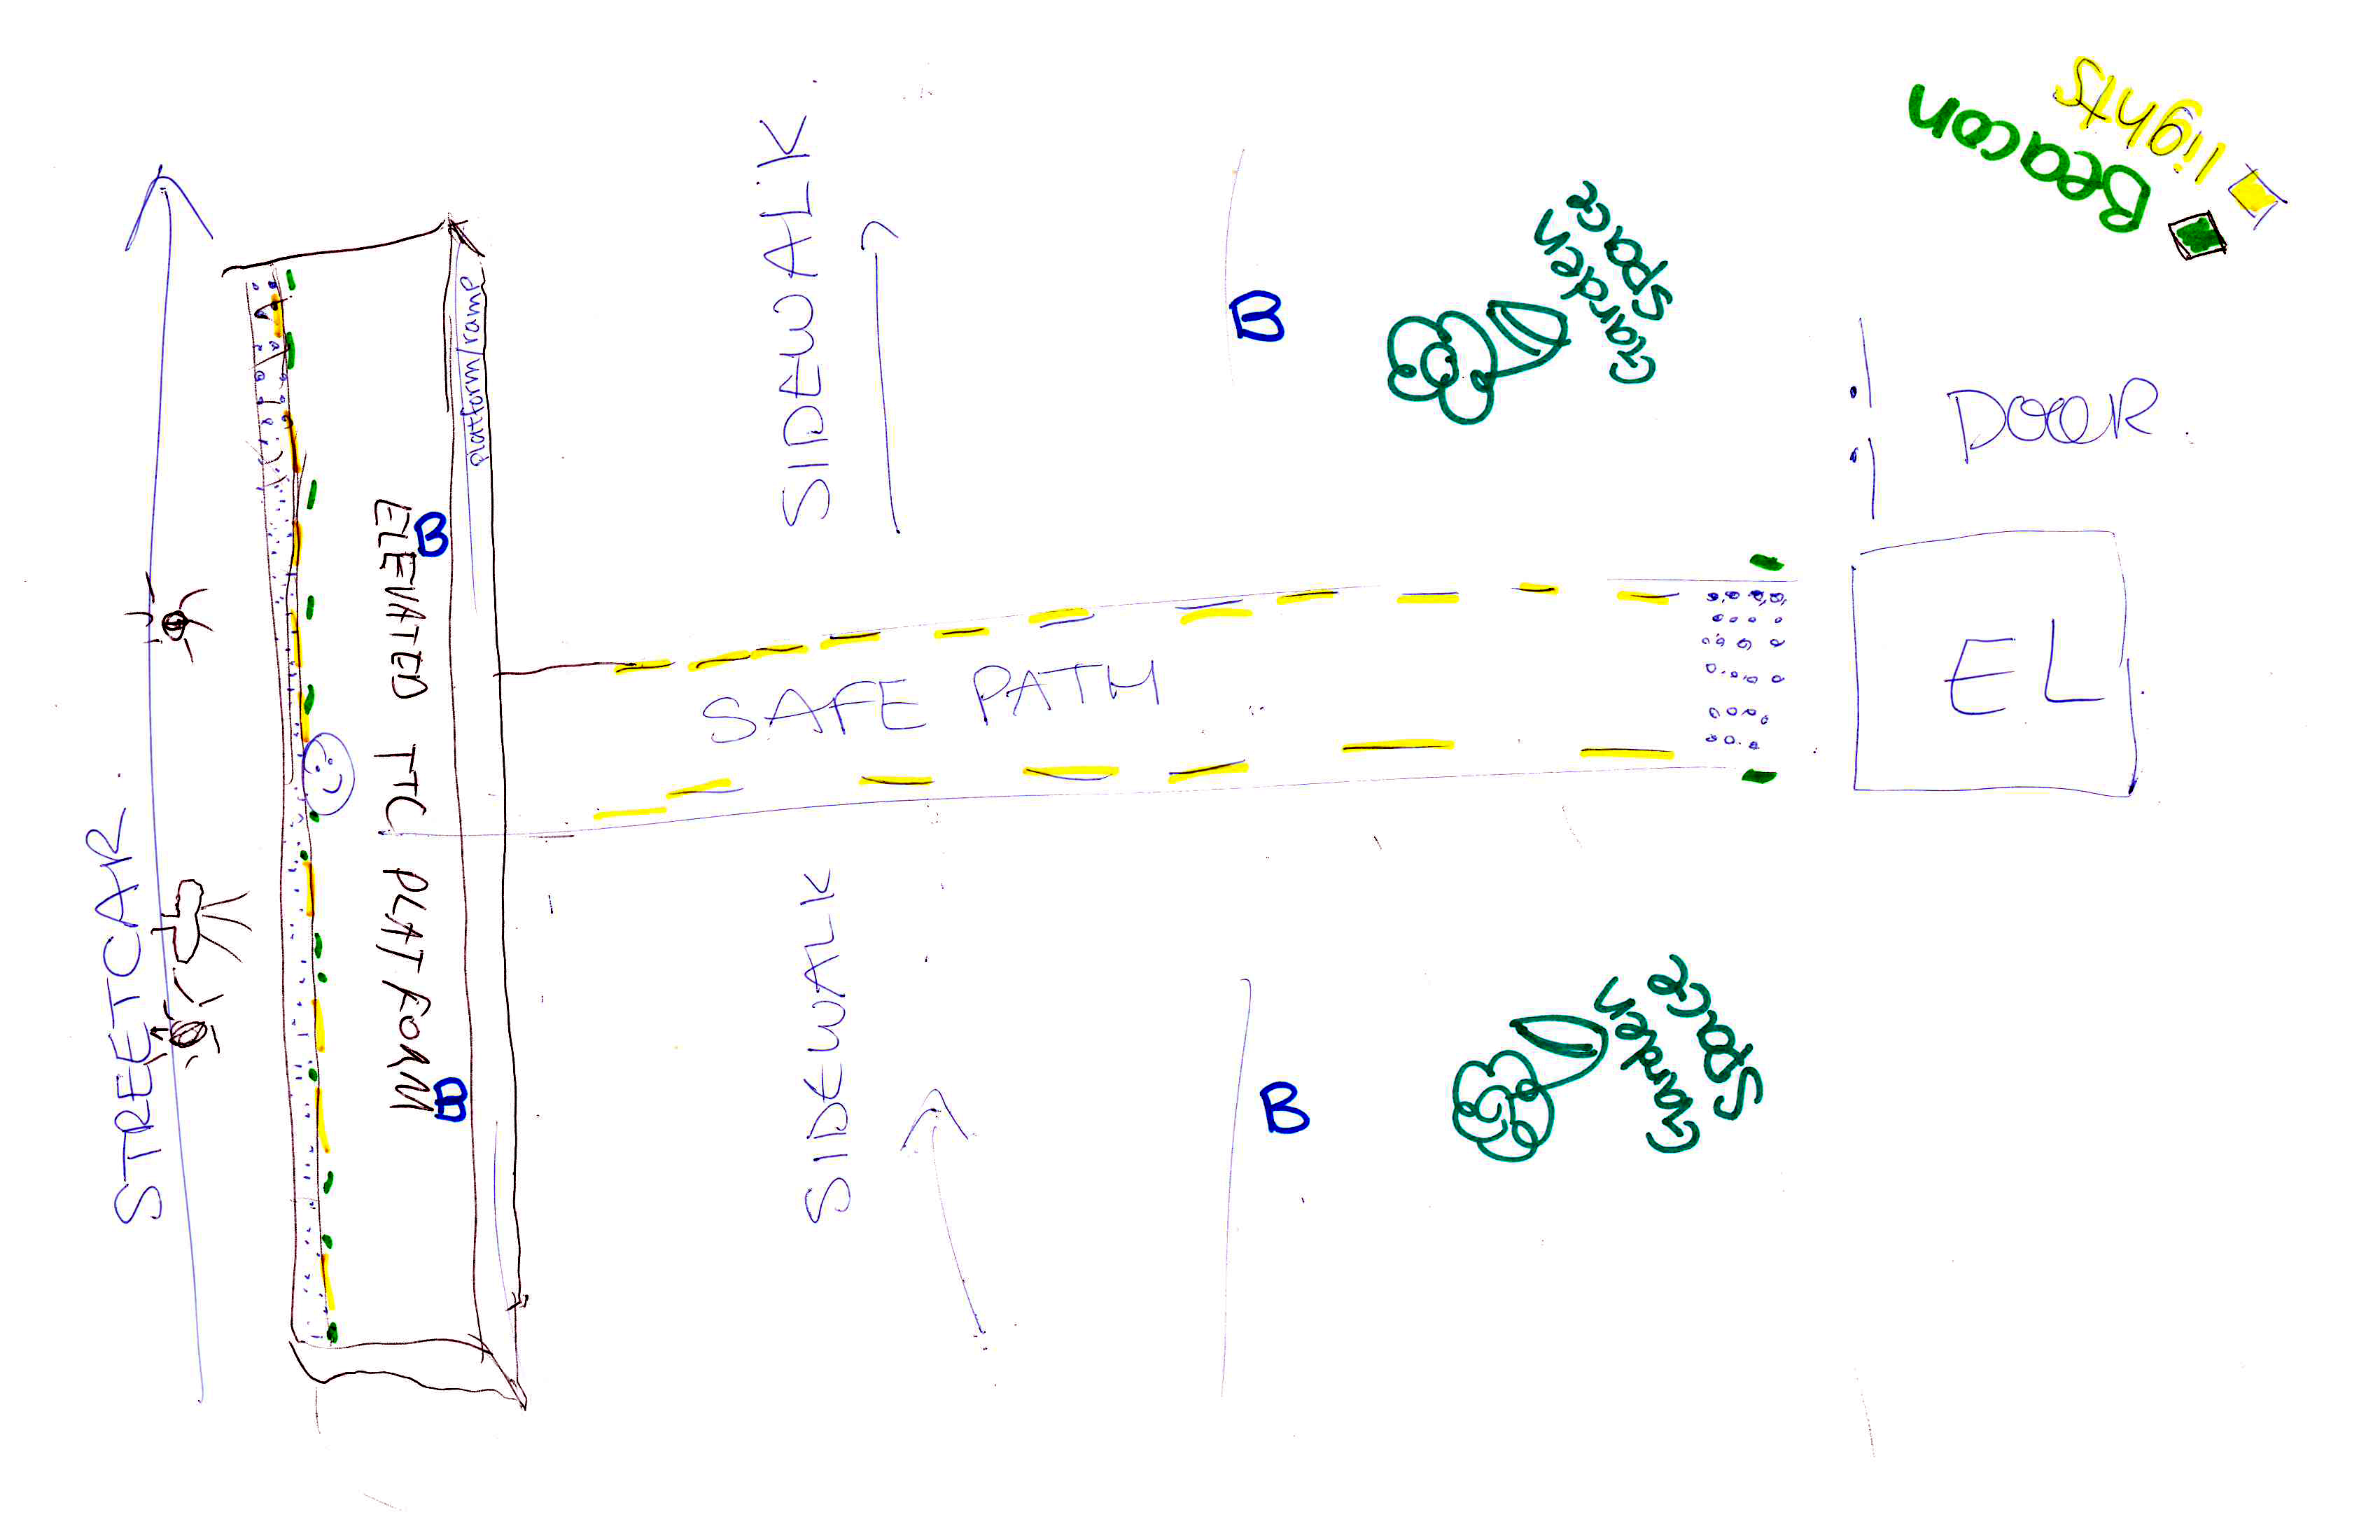 STREETCAR.
ELEVATED TTC PLATFORM
B
B
platform/ramp
SIDEWALK
SIDEWALK
SAFE PATH
B
B
Garden
Space
Garden
Space
DOOR.
EL
lights
Beacon